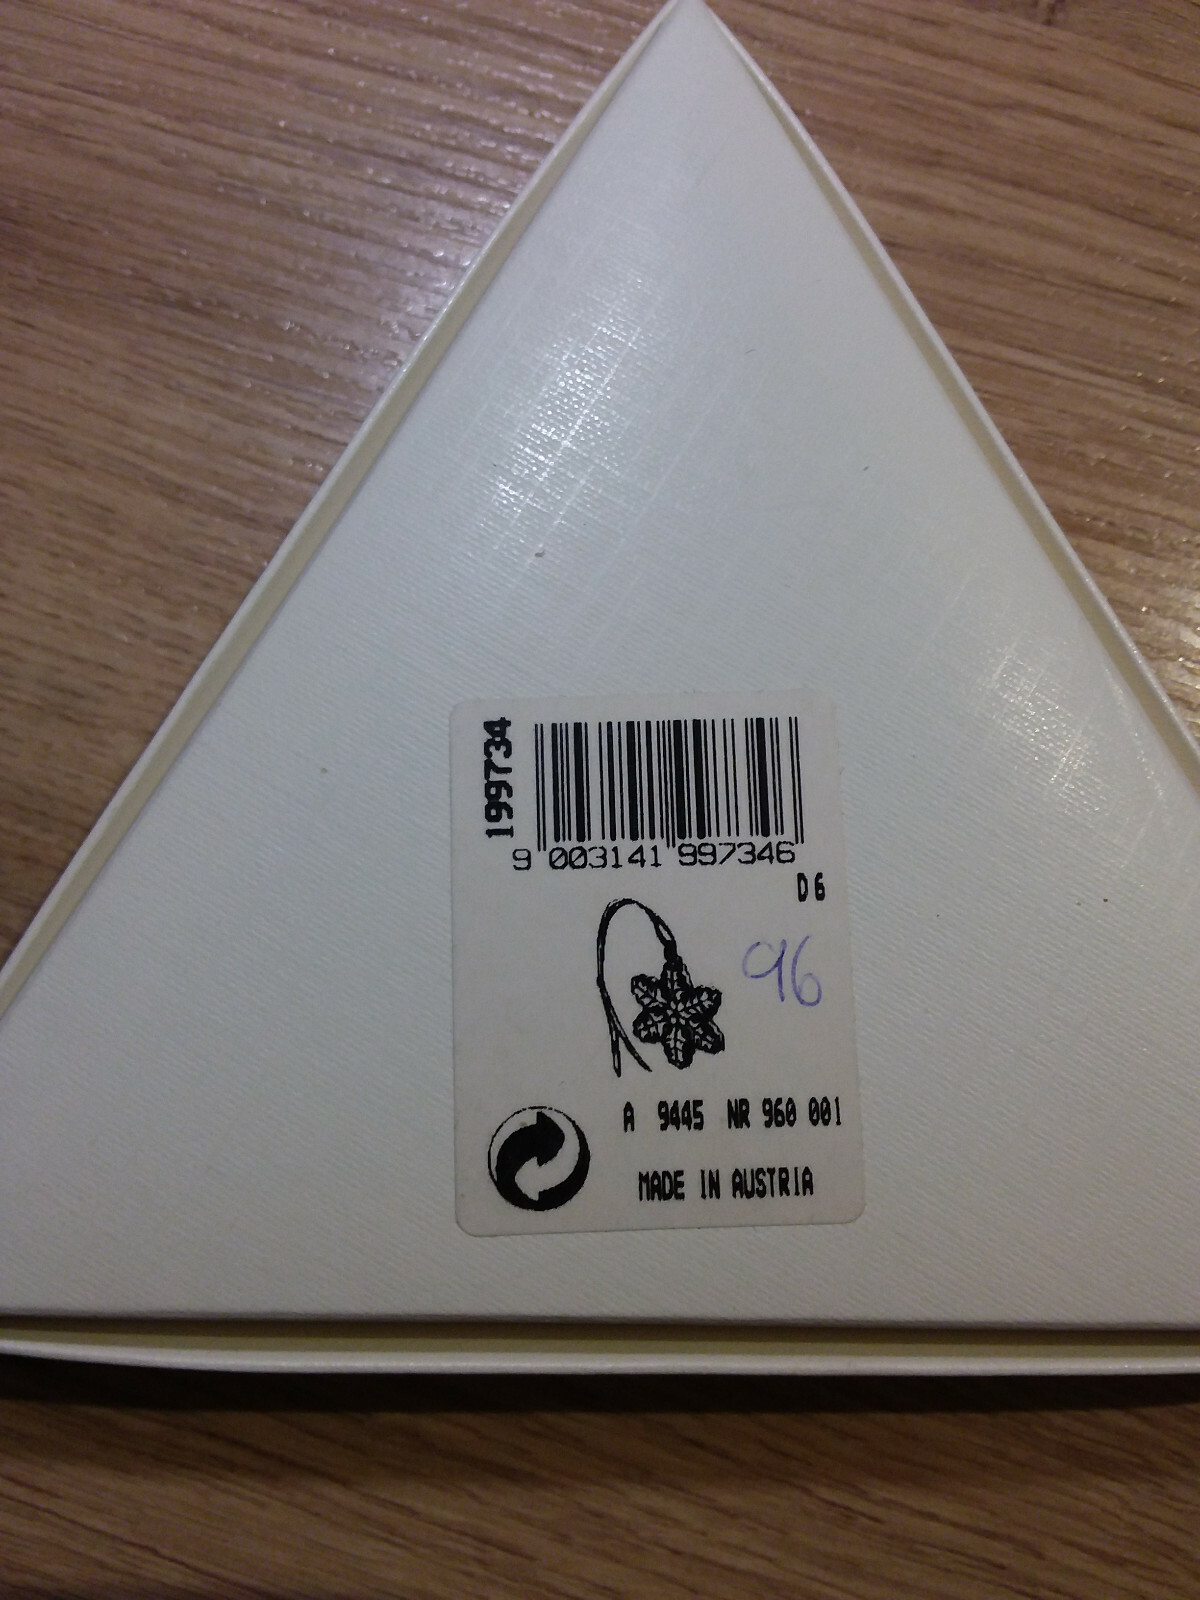 199734
9 003141 997346
D6
96
A 9445 NR 960 001
MADE IN AUSTRIA